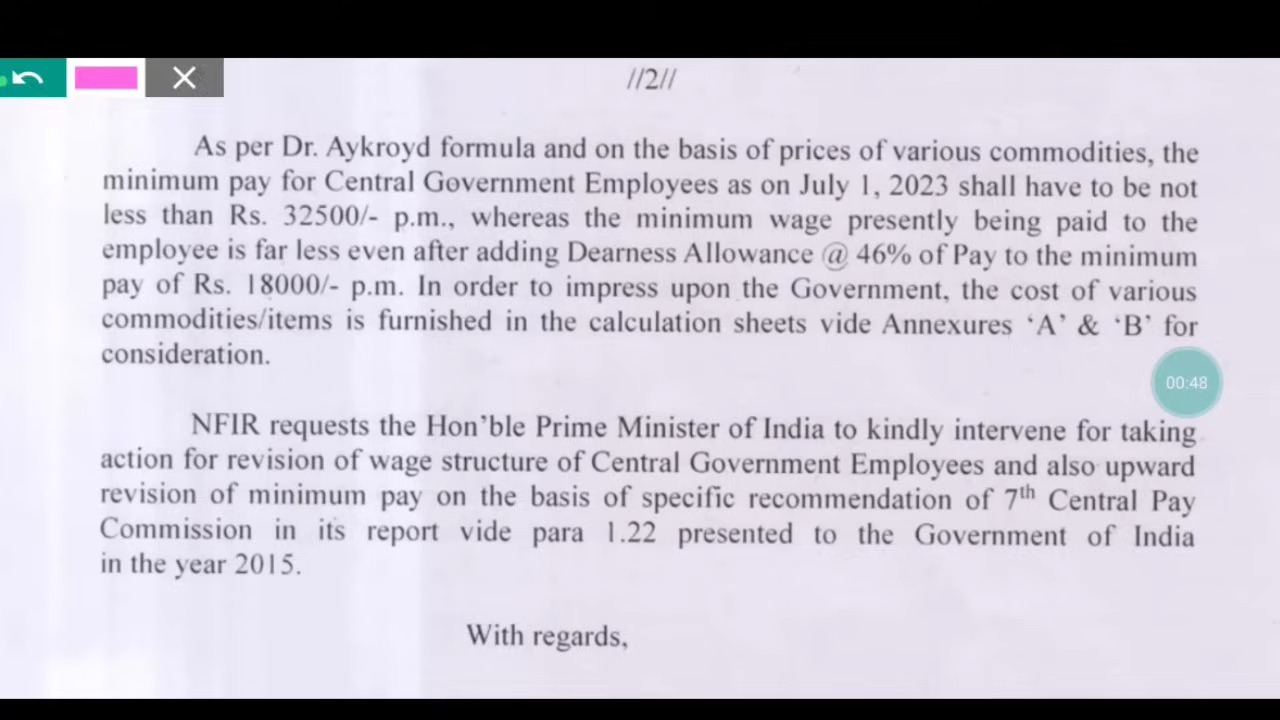 //2//
As per Dr. Aykroyd formula and on the basis of prices of various commodities, the
minimum pay for Central Government Employees as on July 1, 2023 shall have to be not
less than Rs. 32500/- p.m., whereas the minimum wage presently being paid to the
employee is far less even after adding Dearness Allowance @ 46% of Pay to the minimum
pay of Rs. 18000/- p.m. In order to impress upon the Government, the cost of various
commodities/items is furnished in the calculation sheets vide Annexures ‘A’ & ‘B’ for
consideration.
00:48
NFIR requests the Hon’ble Prime Minister of India to kindly intervene for taking
action for revision of wage structure of Central Government Employees and also upward
revision of minimum pay on the basis of specific recommendation of 7th Central Pay
Commission in its report vide para 1.22 presented to the Government of India
in the year 2015.
With regards,